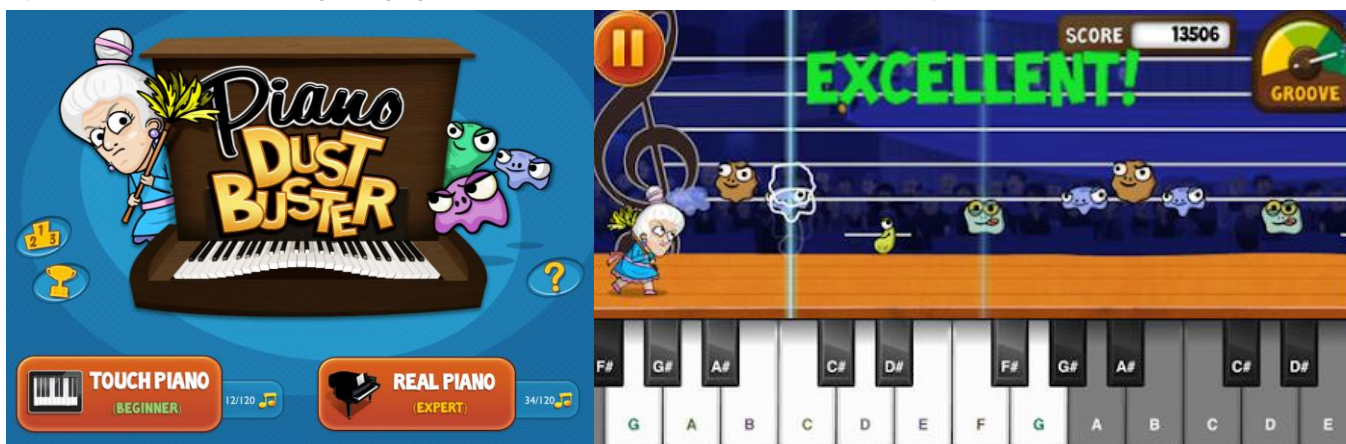 Piano
DUST
BUSTER
1
2 3
?
TOUCH PIANO
(BEGINNER)
12/120
REAL PIANO
(EXPERT)
34/120
SCORE 13506
EXCELLENT!
GROOVE
F# G# A# C# D# F# G# A# C# D#
G A B C D E F G A B C D E